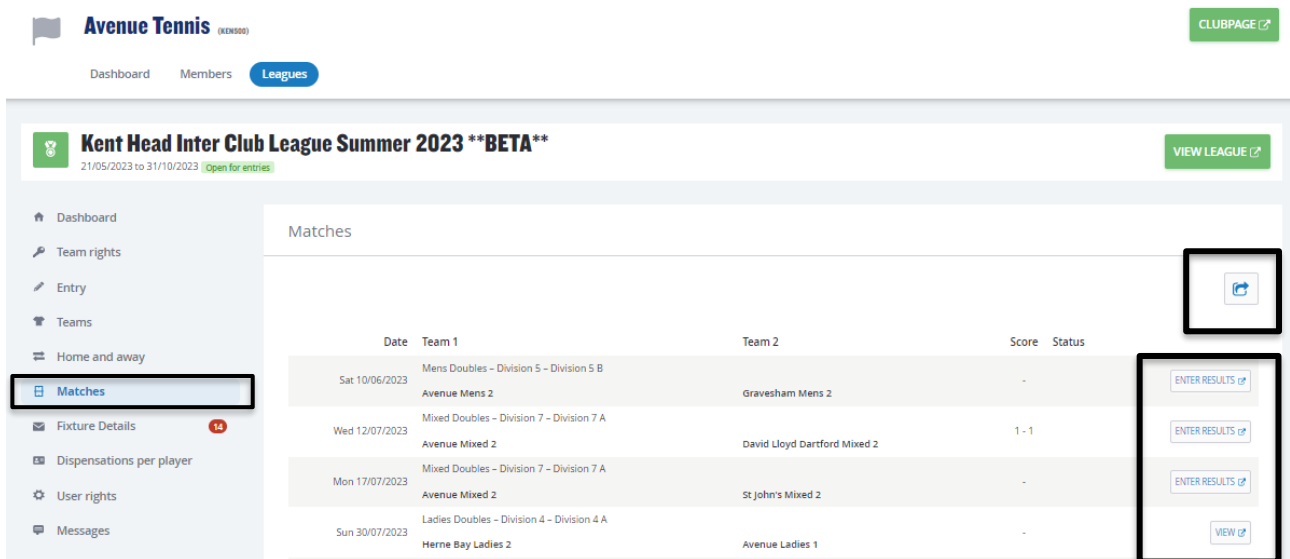 Avenue Tennis (KEN500)
CLUBPAGE
Dashboard Members Leagues
Kent Head Inter Club League Summer 2023 **BETA**
21/05/2023 to 31/10/2023 Open for entries
VIEW LEAGUE
Dashboard
Team rights
Entry
Teams
Home and away
Matches
Fixture Details 14
Dispensations per player
User rights
Messages
Matches
Date Team 1 Team 2 Score Status
Mens Doubles – Division 5 – Division 5 B
Sat 10/06/2023 - ENTER RESULTS
Avenue Mens 2 Gravesham Mens 2
Mixed Doubles – Division 7 – Division 7 A
Wed 12/07/2023 1 - 1 ENTER RESULTS
Avenue Mixed 2 David Lloyd Dartford Mixed 2
Mixed Doubles – Division 7 – Division 7 A
Mon 17/07/2023 - ENTER RESULTS
Avenue Mixed 2 St John's Mixed 2
Ladies Doubles – Division 4 – Division 4 A
Sun 30/07/2023 - VIEW
Herne Bay Ladies 2 Avenue Ladies 1